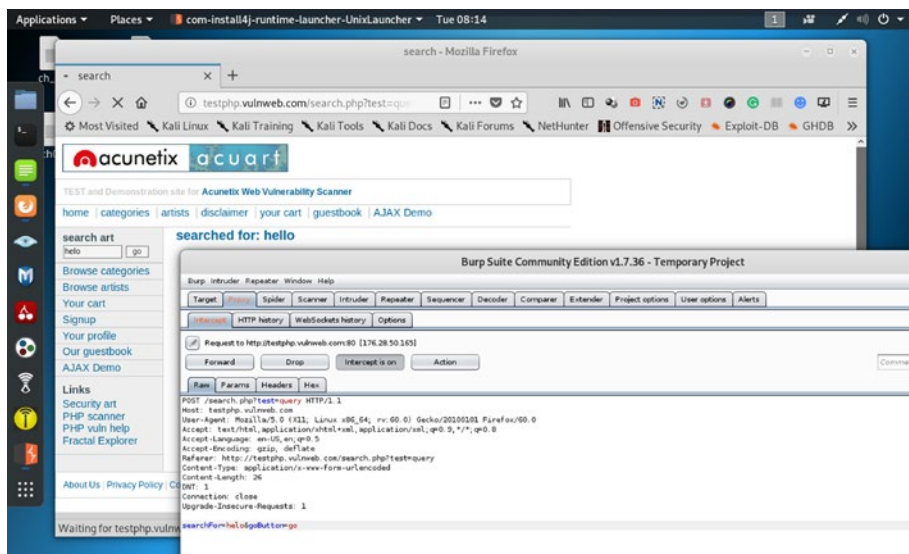 Applications ▾ Places ▾ com-install4j-runtime-launcher-UnixLauncher ▾ Tue 08:14 1
search - Mozilla Firefox
search × +
testphp.vulnweb.com/search.php?test=que
Most Visited Kali Linux Kali Training Kali Tools Kali Docs Kali Forums NetHunter Offensive Security Exploit-DB GHDB »
acunetix acuart
TEST and Demonstration site for Acunetix Web Vulnerability Scanner
home | categories | artists | disclaimer | your cart | guestbook | AJAX Demo
search art
helo go
Browse categories
Browse artists
Your cart
Signup
Your profile
Our guestbook
AJAX Demo
Links
Security art
PHP scanner
PHP vuln help
Fractal Explorer
About Us | Privacy Policy | Co
Waiting for testphp.vulnw
searched for: hello
Burp Suite Community Edition v1.7.36 - Temporary Project
Burp Intruder Repeater Window Help
Target Proxy Spider Scanner Intruder Repeater Sequencer Decoder Comparer Extender Project options User options Alerts
Intercept HTTP history WebSockets history Options
Request to http://testphp.vulnweb.com:80 [176.28.50.165]
Forward Drop Intercept is on Action Comme
Raw Params Headers Hex
POST /search.php?test=query HTTP/1.1
Host: testphp.vulnweb.com
User-Agent: Mozilla/5.0 (X11; Linux x86_64; rv:60.0) Gecko/20100101 Firefox/60.0
Accept: text/html,application/xhtml+xml,application/xml;q=0.9,*/*;q=0.8
Accept-Language: en-US,en;q=0.5
Accept-Encoding: gzip, deflate
Referer: http://testphp.vulnweb.com/search.php?test=query
Content-Type: application/x-www-form-urlencoded
Content-Length: 26
DNT: 1
Connection: close
Upgrade-Insecure-Requests: 1
searchFor=helo&goButton=go